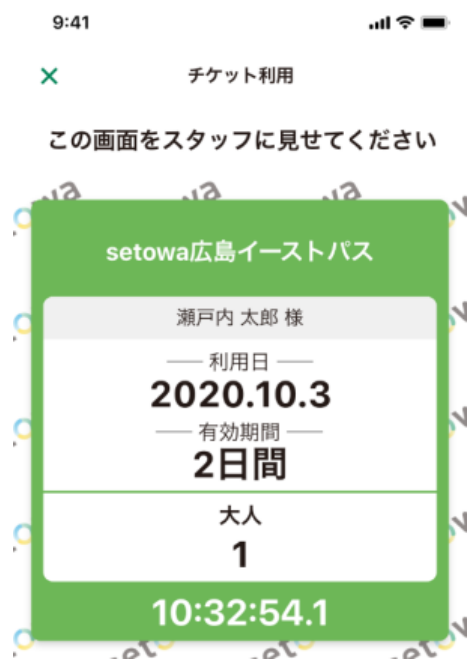 9:41
チケット利用
この画面をスタッフに見せてください
setowa広島イーストパス
瀬戸内 太郎 様
利用日
2020.10.3
有効期間
2日間
大人
1
10:32:54.1